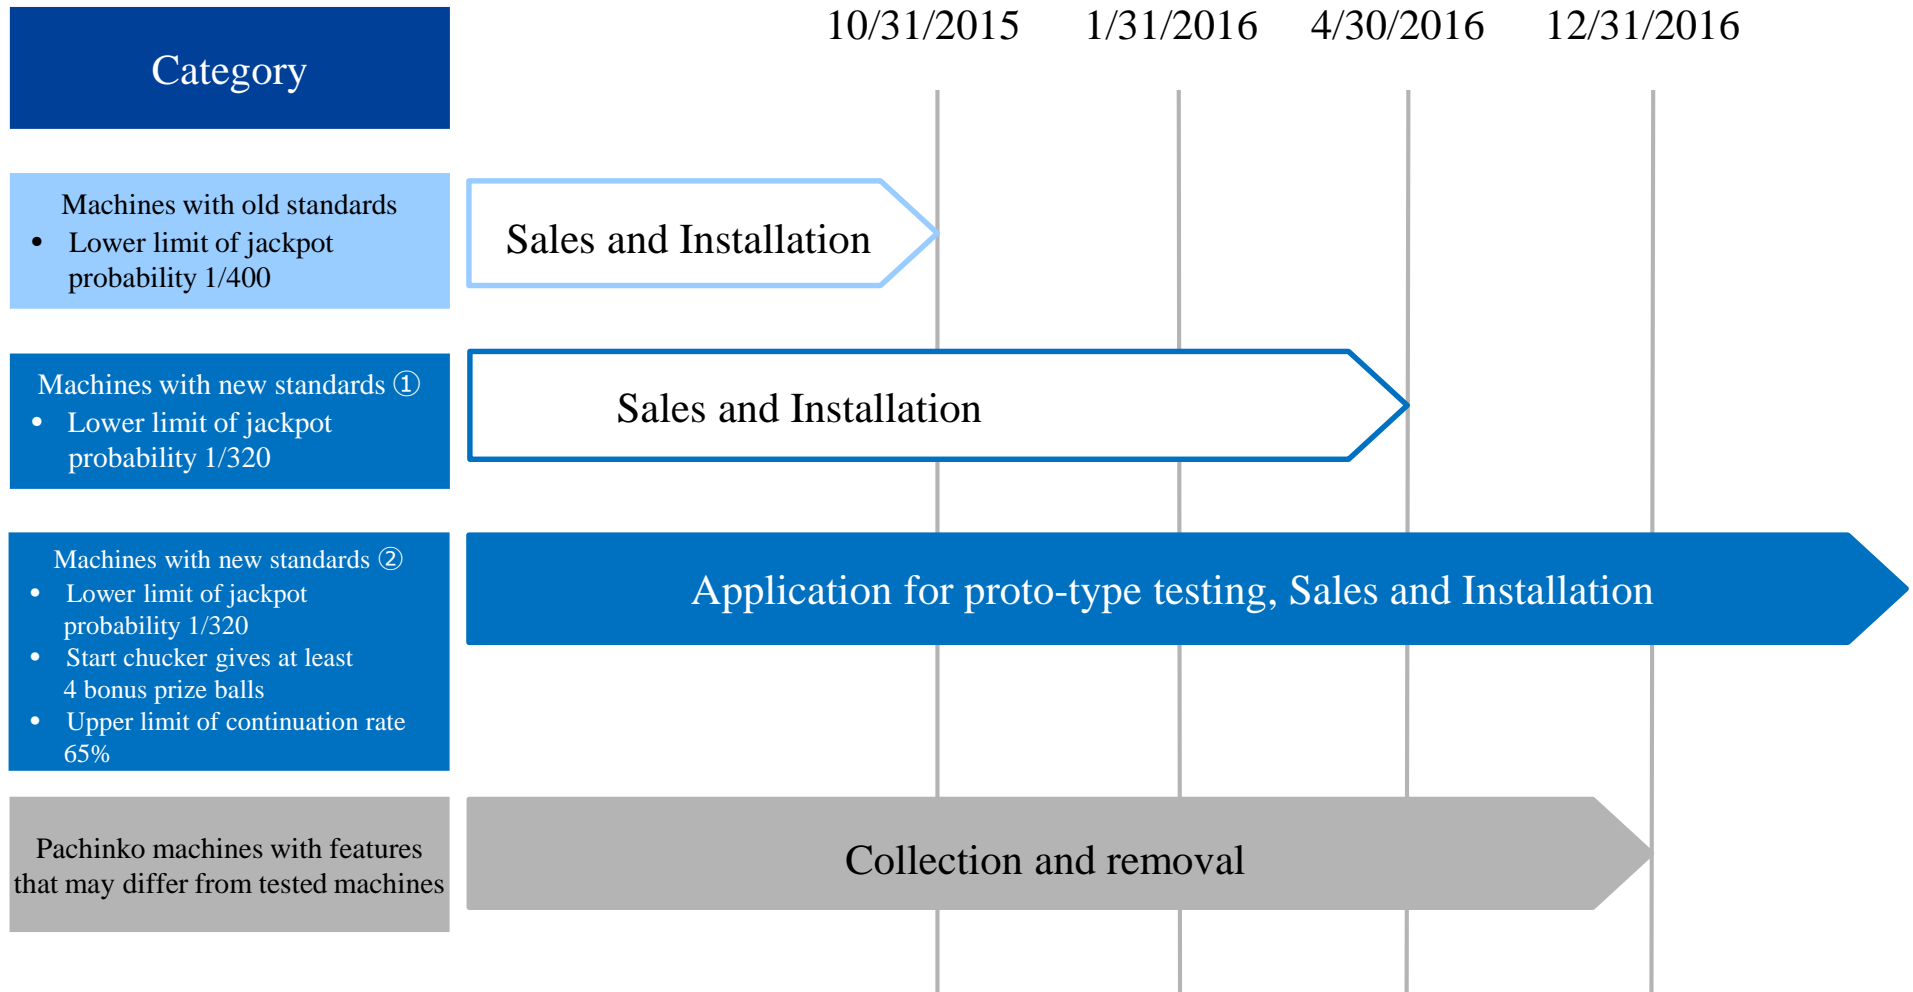 Category
10/31/2015 1/31/2016 4/30/2016 12/31/2016
Machines with old standards
• Lower limit of jackpot
probability 1/400
Sales and Installation
Machines with new standards ①
• Lower limit of jackpot
probability 1/320
Sales and Installation
Machines with new standards ②
• Lower limit of jackpot
probability 1/320
• Start chucker gives at least
4 bonus prize balls
• Upper limit of continuation rate
65%
Application for proto-type testing, Sales and Installation
Pachinko machines with features
that may differ from tested machines
Collection and removal